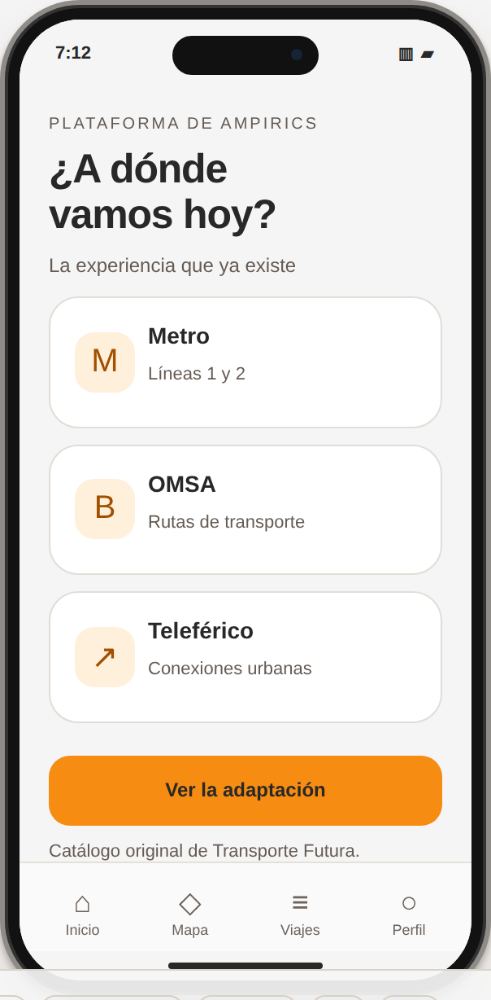 7:12
PLATAFORMA DE AMPIRICS
¿A dónde
vamos hoy?
La experiencia que ya existe
M
Metro
Líneas 1 y 2
B
OMSA
Rutas de transporte
Teleférico
Conexiones urbanas
Ver la adaptación
Catálogo original de Transporte Futura.
Inicio Mapa Viajes Perfil